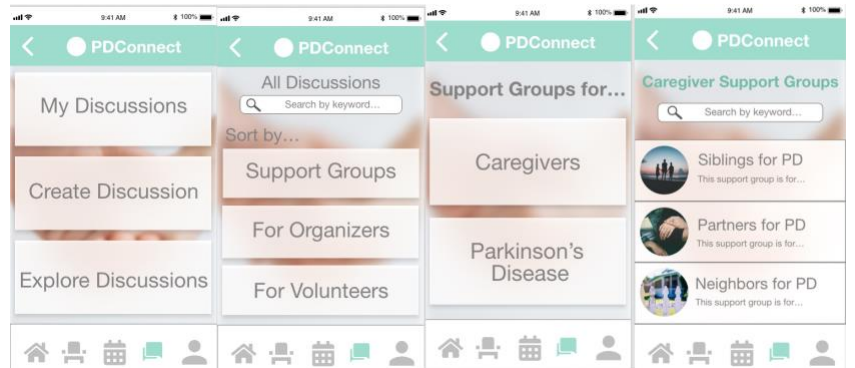 9:41 AM
100%
PDConnect
My Discussions
Create Discussion
Explore Discussions
9:41 AM
100%
PDConnect
All Discussions
Search by keyword...
Sort by...
Support Groups
For Organizers
For Volunteers
9:41 AM
100%
PDConnect
Support Groups for...
Caregivers
Parkinson's
Disease
9:41 AM
100%
PDConnect
Caregiver Support Groups
Search by keyword...
Siblings for PD
This support group is for...
Partners for PD
This support group is for...
Neighbors for PD
This support group is for...